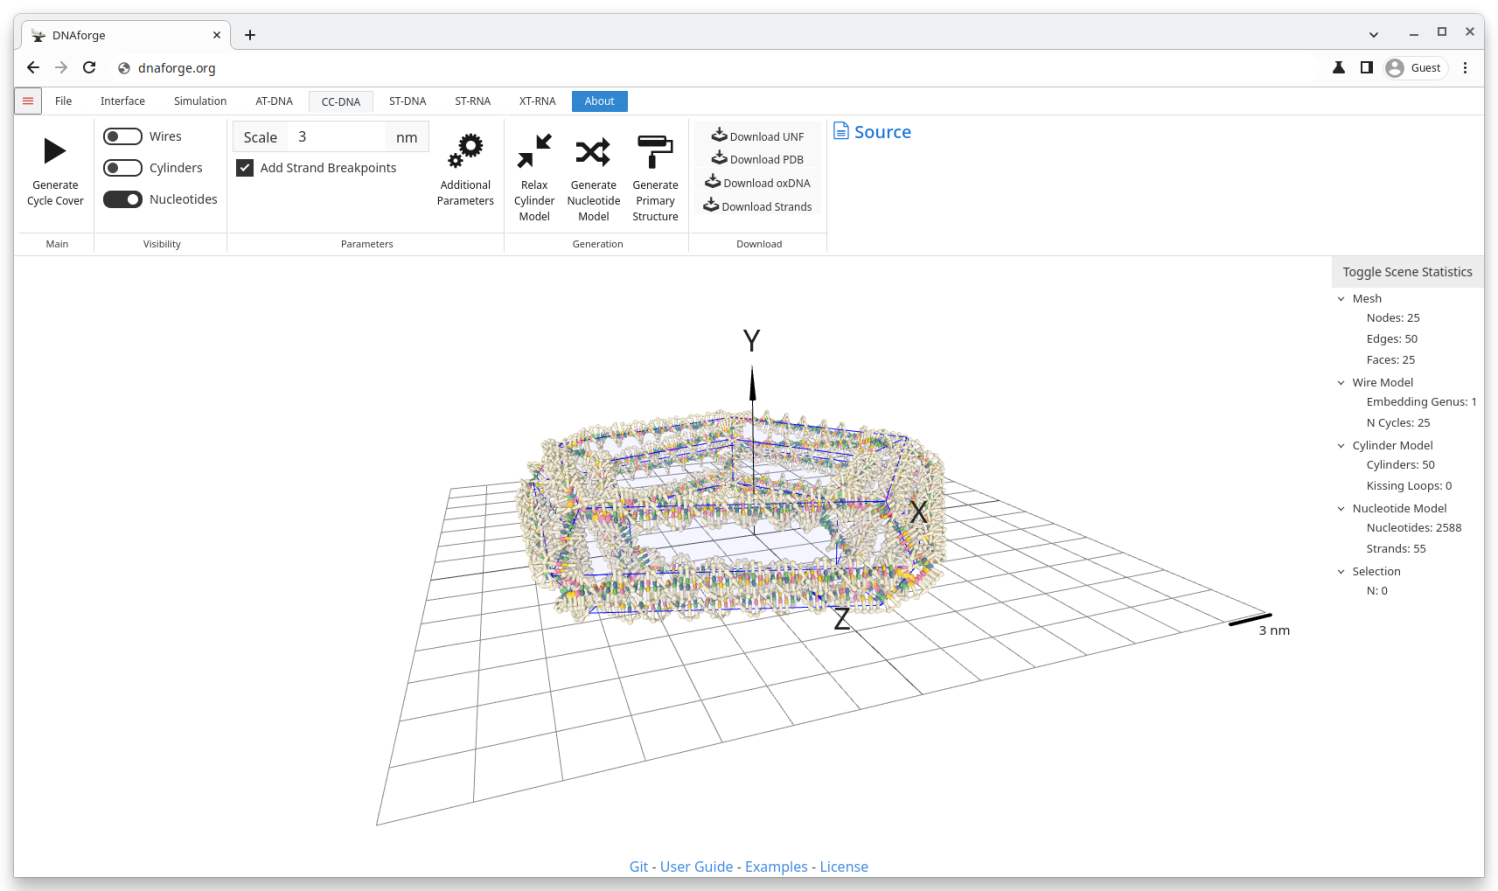 DNAforge
dnaforge.org
Guest
File Interface Simulation AT-DNA CC-DNA ST-DNA ST-RNA XT-RNA About
Generate
Cycle Cover
Main
Wires
Cylinders
Nucleotides
Visibility
Scale 3 nm
Add Strand Breakpoints
Additional
Parameters
Parameters
Relax
Cylinder
Model
Generate
Nucleotide
Model
Generate
Primary
Structure
Generation
Download UNF
Download PDB
Download oxDNA
Download Strands
Download
Source
Toggle Scene Statistics
Mesh
Nodes: 25
Edges: 50
Faces: 25
Wire Model
Embedding Genus: 1
N Cycles: 25
Cylinder Model
Cylinders: 50
Kissing Loops: 0
Nucleotide Model
Nucleotides: 2588
Strands: 55
Selection
N: 0
Y
X
Z
3 nm
Git - User Guide - Examples - License